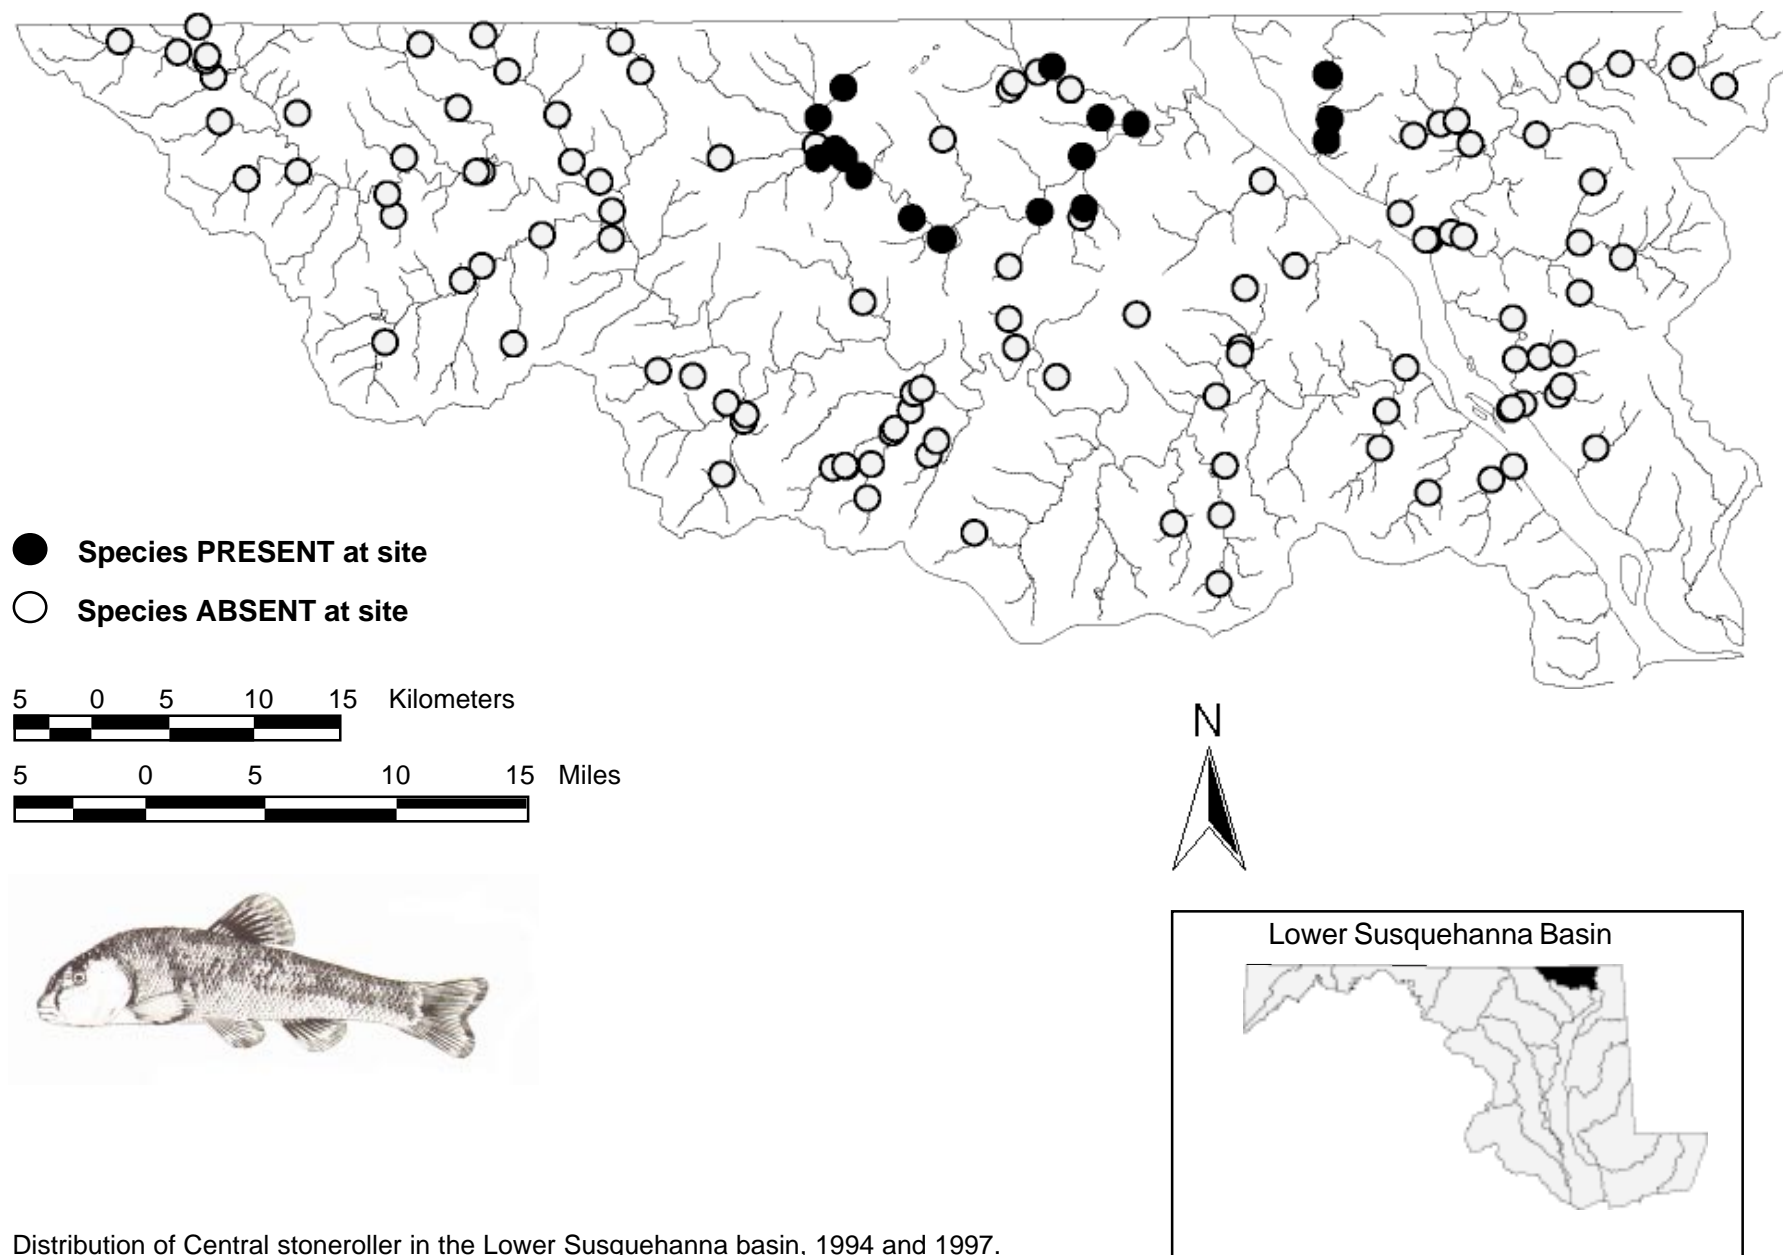 Species PRESENT at site
Species ABSENT at site
5 0 5 10 15 Kilometers
5 0 5 10 15 Miles
N
Lower Susquehanna Basin
Distribution of Central stoneroller in the Lower Susquehanna basin, 1994 and 1997.